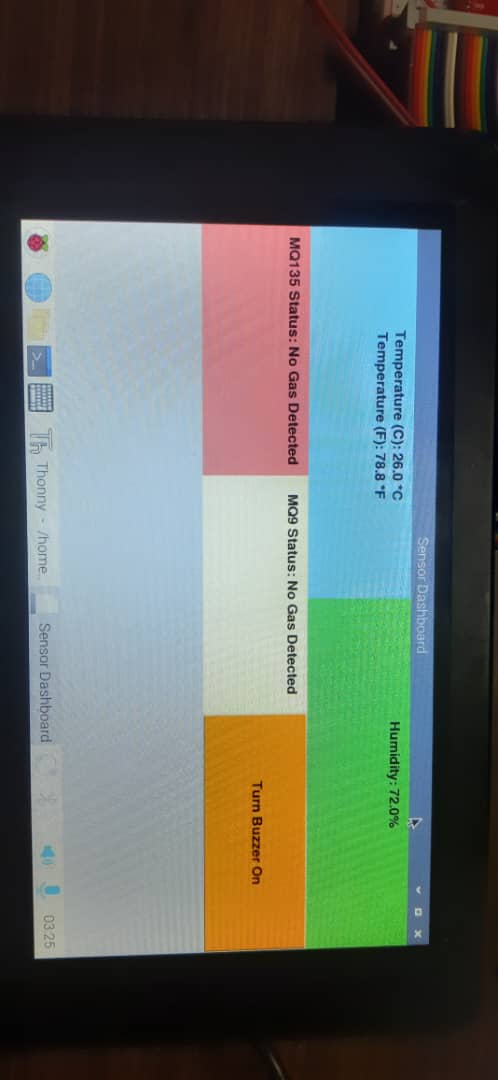 Sensor Dashboard
Temperature (C): 26.0 °C
Temperature (F): 78.8 °F
Humidity: 72.0%
MQ135 Status: No Gas Detected
MQ9 Status: No Gas Detected
Turn Buzzer On
Thonny - /home..
Sensor Dashboard
03:25